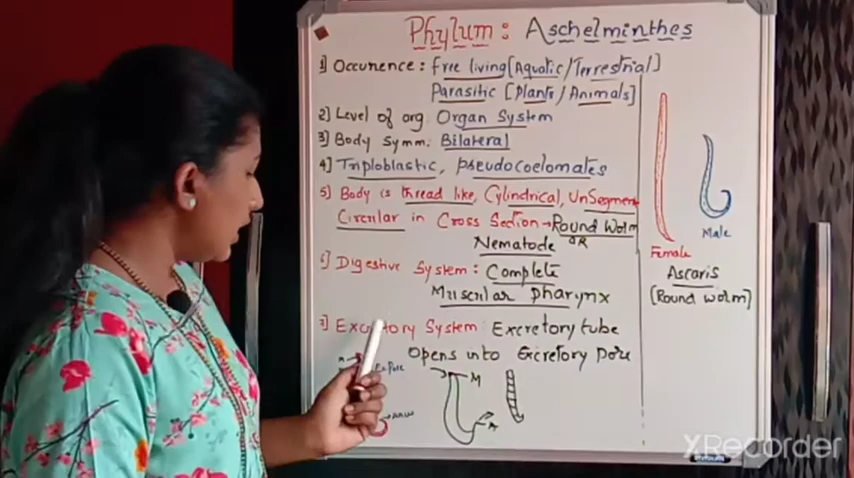 Phylum: Aschelminthes
1] Occurence: free living[Aquatic/Terrestrial]
Parasitic [Plants/Animals]
2] Level of org. Organ System
3] Body Symm: Bilateral
4] Triploblastic, pseudocoelomates
5] Body is thread like, Cylindrical, UnSegment
Circular in Cross Section → Round Worm
OR
Nematode
6] Digestive System: Complete
Muscular pharynx
7] Excretory System: Excretory tube
Opens into Excretory pore
M
Female
Male
Ascaris
(Round worm)
XRecorder